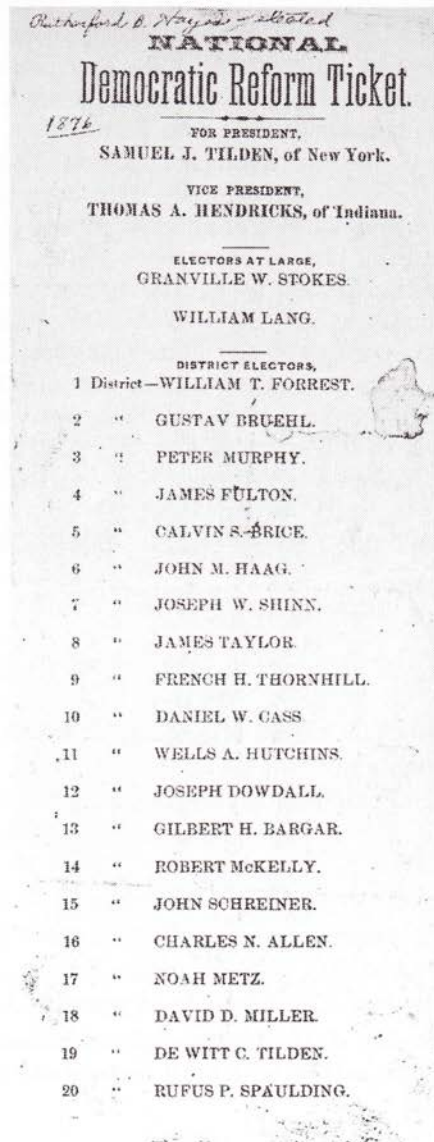 Rutherford B. Hayes - elected
NATIONAL
Democratic Reform Ticket.
1876
FOR PRESIDENT,
SAMUEL J. TILDEN, of New York.
VICE PRESIDENT,
THOMAS A. HENDRICKS, of Indiana.
ELECTORS AT LARGE,
GRANVILLE W. STOKES.
WILLIAM LANG.
DISTRICT ELECTORS,
1 District—WILLIAM T. FORREST.
2 “ GUSTAV BRUEHL.
3 “ PETER MURPHY.
4 “ JAMES FULTON.
5 “ CALVIN S. BRICE.
6 “ JOHN M. HAAG.
7 “ JOSEPH W. SHINN.
8 “ JAMES TAYLOR.
9 “ FRENCH H. THORNHILL.
10 “ DANIEL W. CASS
11 “ WELLS A. HUTCHINS.
12 “ JOSEPH DOWDALL.
13 “ GILBERT H. BARGAR.
14 “ ROBERT McKELLY.
15 “ JOHN SCHREINER.
16 “ CHARLES N. ALLEN.
17 “ NOAH METZ.
18 “ DAVID D. MILLER.
19 “ DE WITT C. TILDEN.
20 “ RUFUS P. SPAULDING.